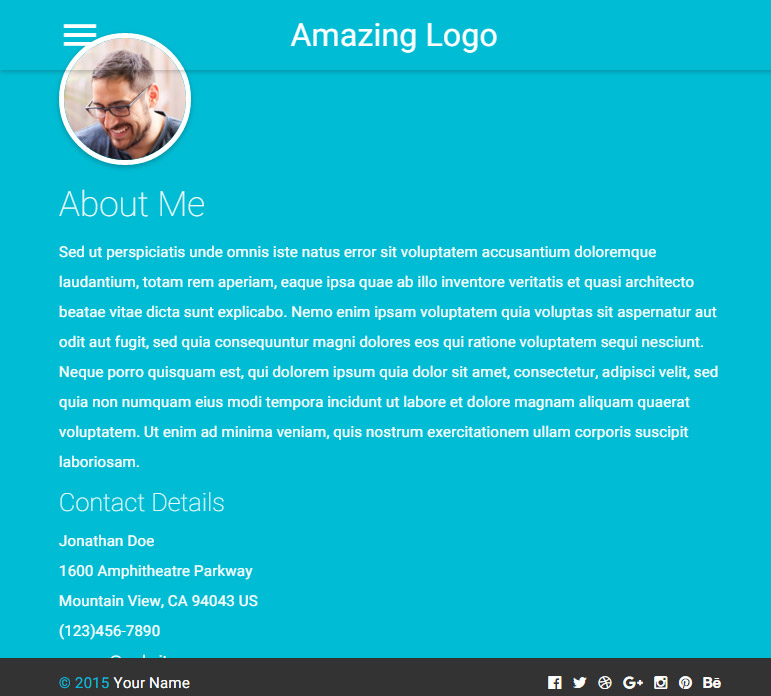 Amazing Logo
About Me
Sed ut perspiciatis unde omnis iste natus error sit voluptatem accusantium doloremque
laudantium, totam rem aperiam, eaque ipsa quae ab illo inventore veritatis et quasi architecto
beatae vitae dicta sunt explicabo. Nemo enim ipsam voluptatem quia voluptas sit aspernatur aut
odit aut fugit, sed quia consequuntur magni dolores eos qui ratione voluptatem sequi nesciunt.
Neque porro quisquam est, qui dolorem ipsum quia dolor sit amet, consectetur, adipisci velit, sed
quia non numquam eius modi tempora incidunt ut labore et dolore magnam aliquam quaerat
voluptatem. Ut enim ad minima veniam, quis nostrum exercitationem ullam corporis suscipit
laboriosam.
Contact Details
Jonathan Doe
1600 Amphitheatre Parkway
Mountain View, CA 94043 US
(123)456-7890
© 2015 Your Name G+ Bē